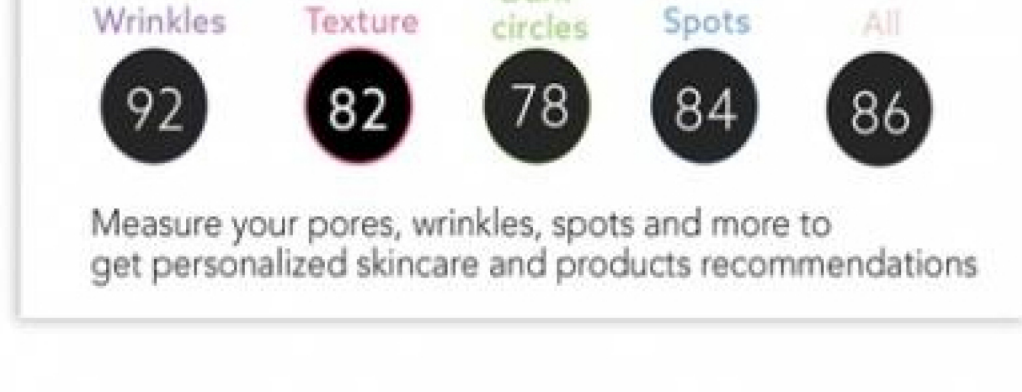 Wrinkles Texture circles Spots All
92 82 78 84 86
Measure your pores, wrinkles, spots and more to
get personalized skincare and products recommendations